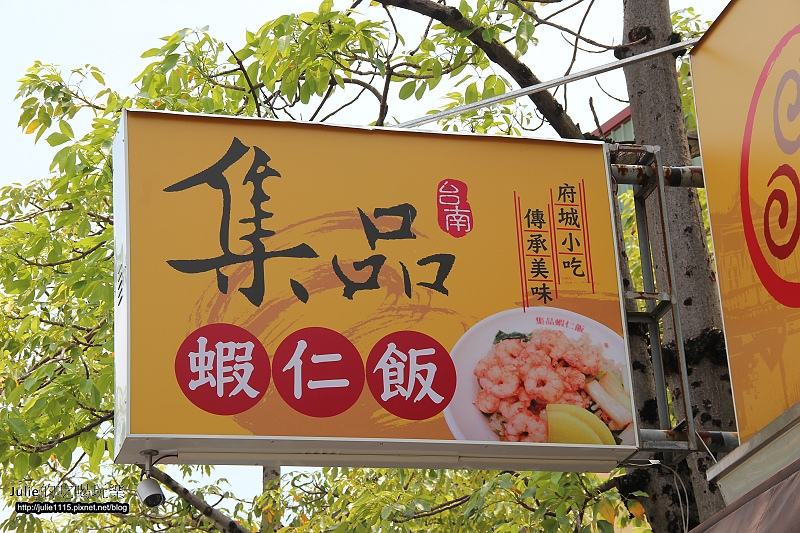 集品
台南
府城小吃
傳承美味
蝦仁飯
集品蝦仁飯
http://julie1115.pixnet.net/blog